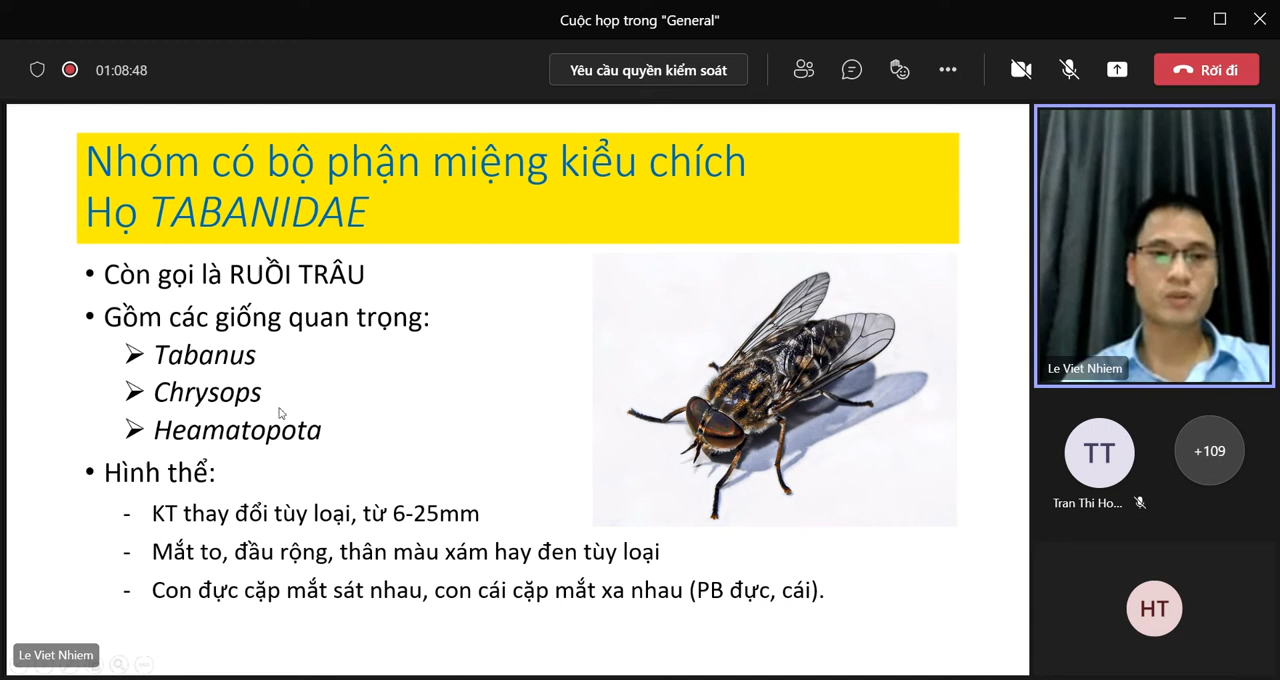 Cuộc họp trong "General"
01:08:48
Yêu cầu quyền kiểm soát
Rời đi
Nhóm có bộ phận miệng kiểu chích
Họ TABANIDAE
• Còn gọi là RUỒI TRÂU
• Gồm các giống quan trọng:
➢ Tabanus
➢ Chrysops
➢ Heamatopota
• Hình thể:
- KT thay đổi tùy loại, từ 6-25mm
- Mắt to, đầu rộng, thân màu xám hay đen tùy loại
- Con đực cặp mắt sát nhau, con cái cặp mắt xa nhau (PB đực, cái).
Le Viet Nhiem
Le Viet Nhiem
TT
Tran Thi Ho...
+109
HT